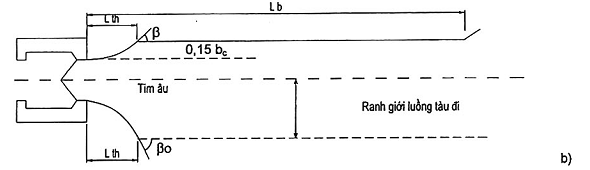 L b
L th
β
0,15 bc
Tim âu
Ranh giới luồng tàu đi
L th
βo
b)